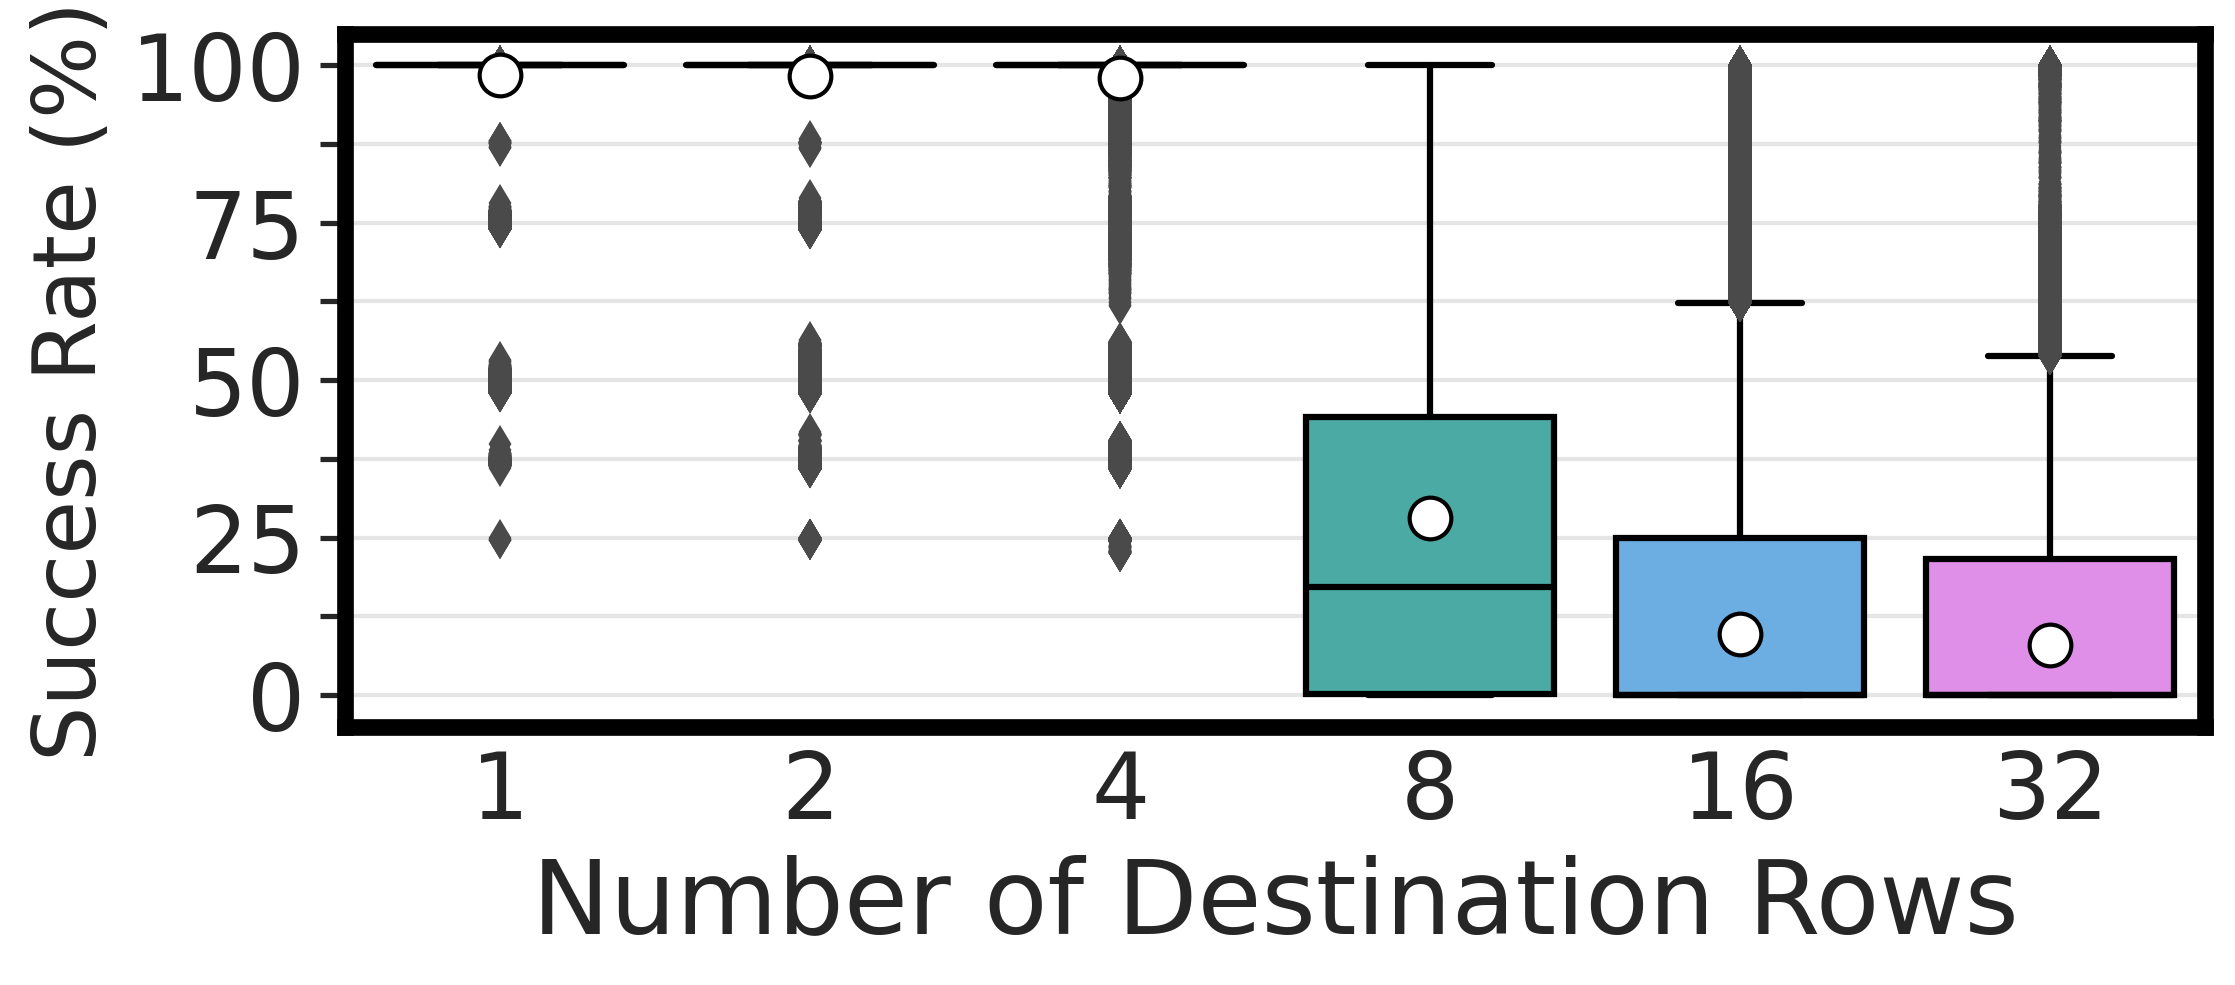 Success Rate (%)
100
75
50
25
0
1 2 4 8 16 32
Number of Destination Rows